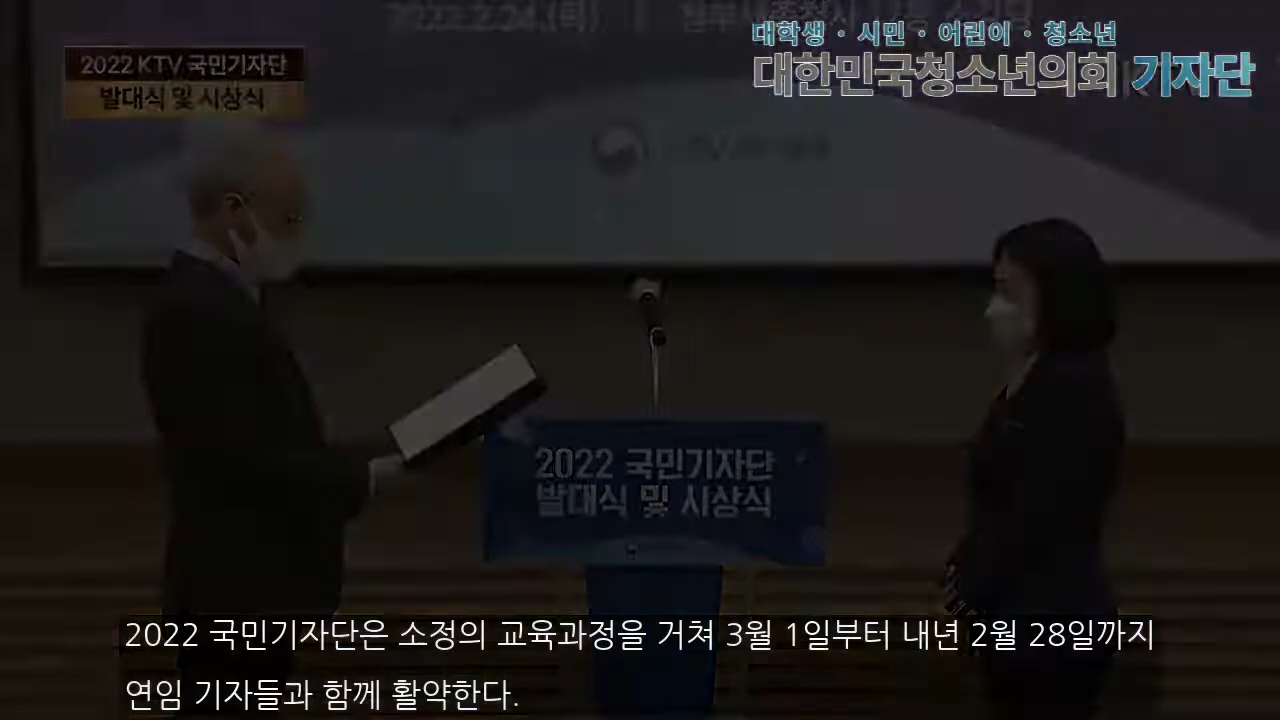 2022.2.24.(목)
대학생 · 시민 · 어린이 · 청소년
대한민국청소년의회 기자단
2022 KTV 국민기자단
발대식 및 시상식
2022 국민기자단
발대식 및 시상식
2022 국민기자단은 소정의 교육과정을 거쳐 3월 1일부터 내년 2월 28일까지
연임 기자들과 함께 활약한다.